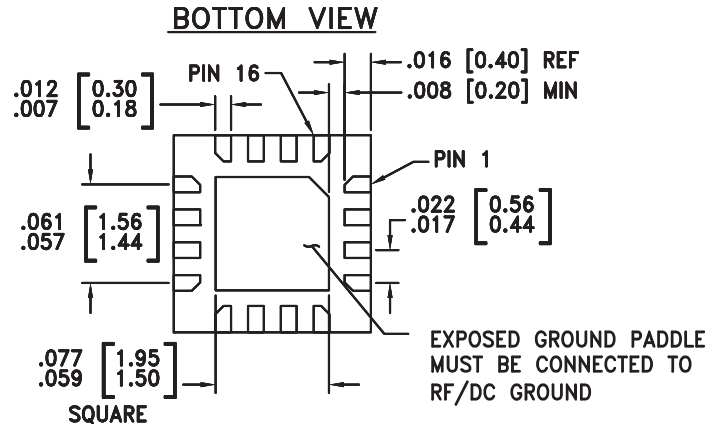 BOTTOM VIEW
.016 [0.40] REF
PIN 16
.008 [0.20] MIN
.012 [0.30]
.007 [0.18]
PIN 1
.022 [0.56]
.017 [0.44]
.061 [1.56]
.057 [1.44]
EXPOSED GROUND PADDLE
MUST BE CONNECTED TO
RF/DC GROUND
.077 [1.95]
.059 [1.50]
SQUARE